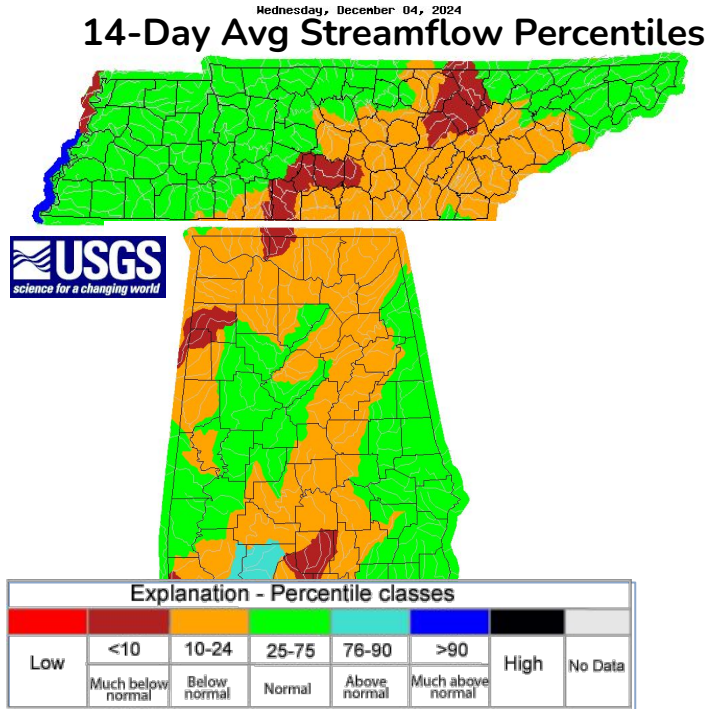 Wednesday, December 04, 2024
14-Day Avg Streamflow Percentiles
USGS
science for a changing world
Explanation - Percentile classes
Low
<10
10-24
25-75
76-90
>90
High
No Data
Much below normal
Below normal
Normal
Above normal
Much above normal